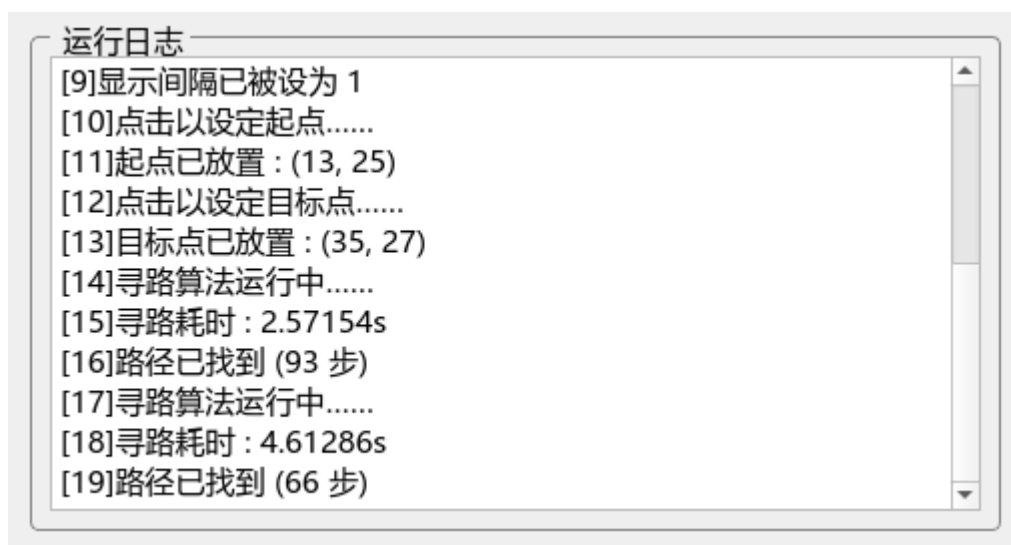 运行日志
[9]显示间隔已被设为 1
[10]点击以设定起点......
[11]起点已放置 : (13, 25)
[12]点击以设定目标点......
[13]目标点已放置 : (35, 27)
[14]寻路算法运行中......
[15]寻路耗时 : 2.57154s
[16]路径已找到 (93 步)
[17]寻路算法运行中......
[18]寻路耗时 : 4.61286s
[19]路径已找到 (66 步)